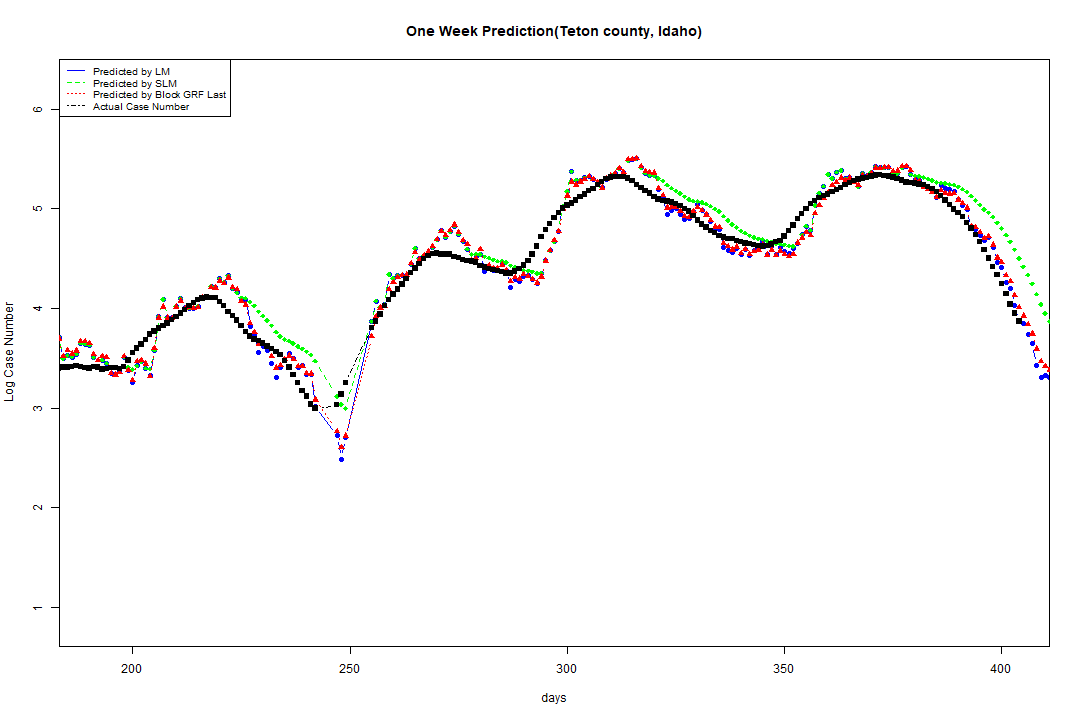 One Week Prediction(Teton county, Idaho)
Predicted by LM
Predicted by SLM
Predicted by Block GRF Last
Actual Case Number
6
5
4
3
2
1
Log Case Number
200 250 300 350 400
days